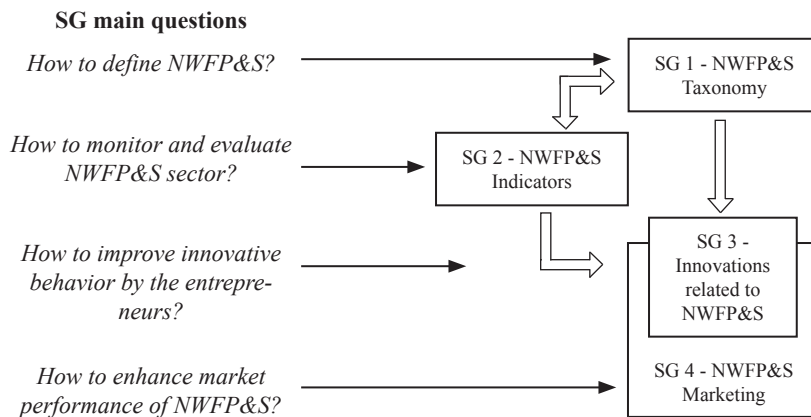 SG main questions
How to define NWFP&S?
SG 1 - NWFP&S
Taxonomy
How to monitor and evaluate
NWFP&S sector?
SG 2 - NWFP&S
Indicators
How to improve innovative
behavior by the entrepre-
neurs?
SG 3 -
Innovations
related to
NWFP&S
How to enhance market
performance of NWFP&S?
SG 4 - NWFP&S
Marketing